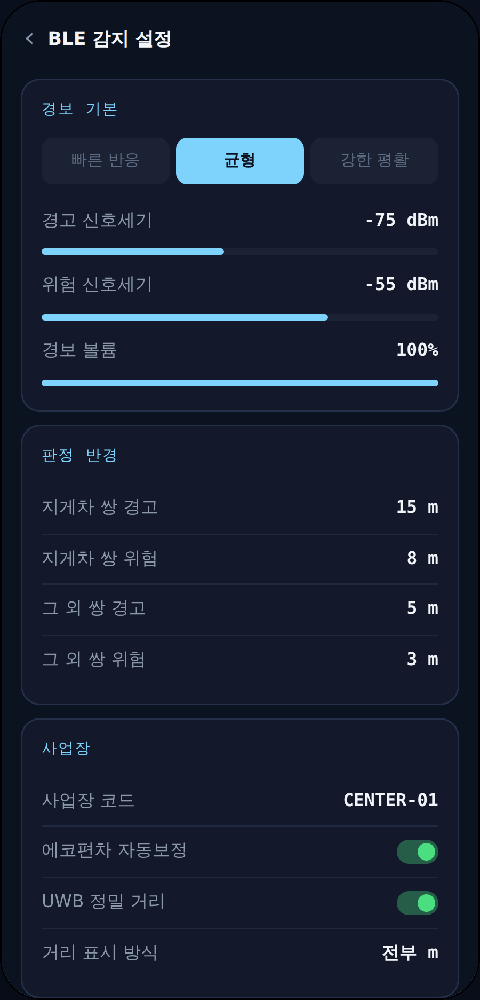 BLE 감지 설정
경보 기본
빠른 반응 균형 강한 평활
경고 신호세기 -75 dBm
위험 신호세기 -55 dBm
경보 볼륨 100%
판정 반경
지게차 쌍 경고 15 m
지게차 쌍 위험 8 m
그 외 쌍 경고 5 m
그 외 쌍 위험 3 m
사업장
사업장 코드 CENTER-01
에코편차 자동보정
UWB 정밀 거리
거리 표시 방식 전부 m